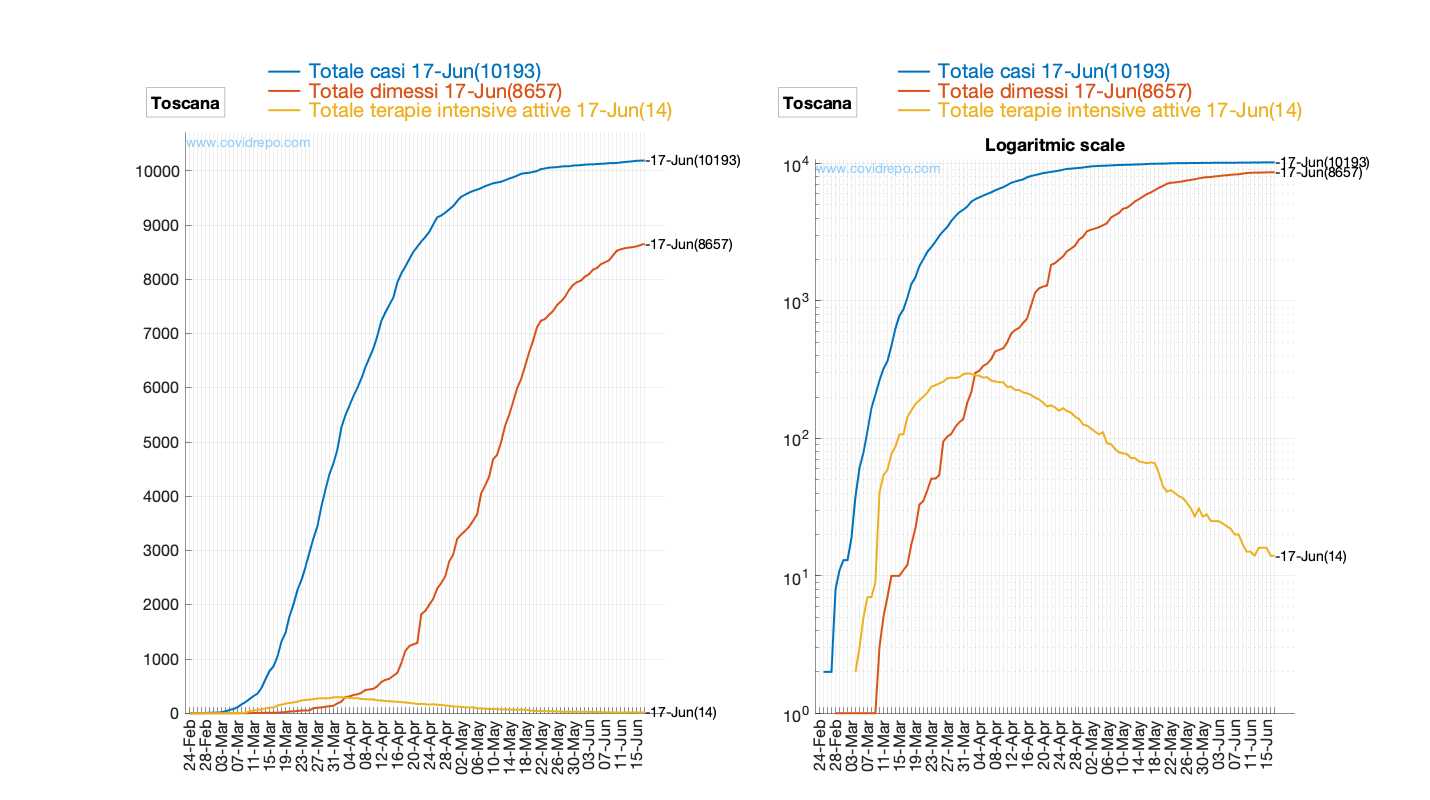 Totale casi 17-Jun(10193)
Totale dimessi 17-Jun(8657)
Totale terapie intensive attive 17-Jun(14)
Toscana
www.covidrepo.com
10000
9000
8000
7000
6000
5000
4000
3000
2000
1000
0
-17-Jun(10193)
-17-Jun(8657)
-17-Jun(14)
24-Feb
28-Feb
03-Mar
07-Mar
11-Mar
15-Mar
19-Mar
23-Mar
27-Mar
31-Mar
04-Apr
08-Apr
12-Apr
16-Apr
20-Apr
24-Apr
28-Apr
02-May
06-May
10-May
14-May
18-May
22-May
26-May
30-May
03-Jun
07-Jun
11-Jun
15-Jun
Totale casi 17-Jun(10193)
Totale dimessi 17-Jun(8657)
Totale terapie intensive attive 17-Jun(14)
Toscana
Logaritmic scale
www.covidrepo.com
10^4
10^3
10^2
10^1
10^0
-17-Jun(10193)
-17-Jun(8657)
-17-Jun(14)
24-Feb
28-Feb
03-Mar
07-Mar
11-Mar
15-Mar
19-Mar
23-Mar
27-Mar
31-Mar
04-Apr
08-Apr
12-Apr
16-Apr
20-Apr
24-Apr
28-Apr
02-May
06-May
10-May
14-May
18-May
22-May
26-May
30-May
03-Jun
07-Jun
11-Jun
15-Jun